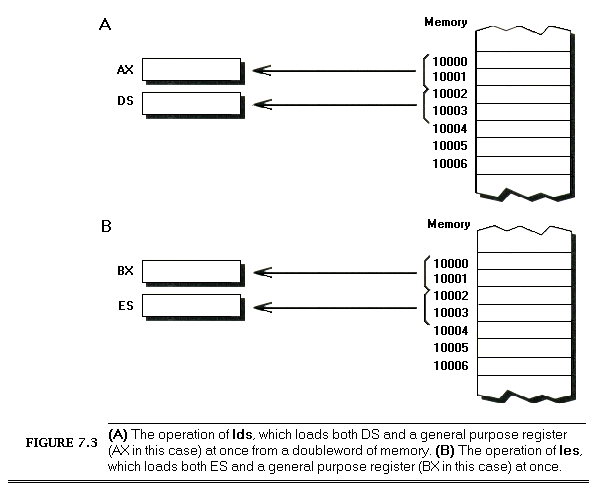 A
Memory
AX
DS
10000
10001
10002
10003
10004
10005
10006
B
Memory
BX
ES
10000
10001
10002
10003
10004
10005
10006
FIGURE 7.3
(A) The operation of lds, which loads both DS and a general purpose register
(AX in this case) at once from a doubleword of memory. (B) The operation of les,
which loads both ES and a general purpose register (BX in this case) at once.